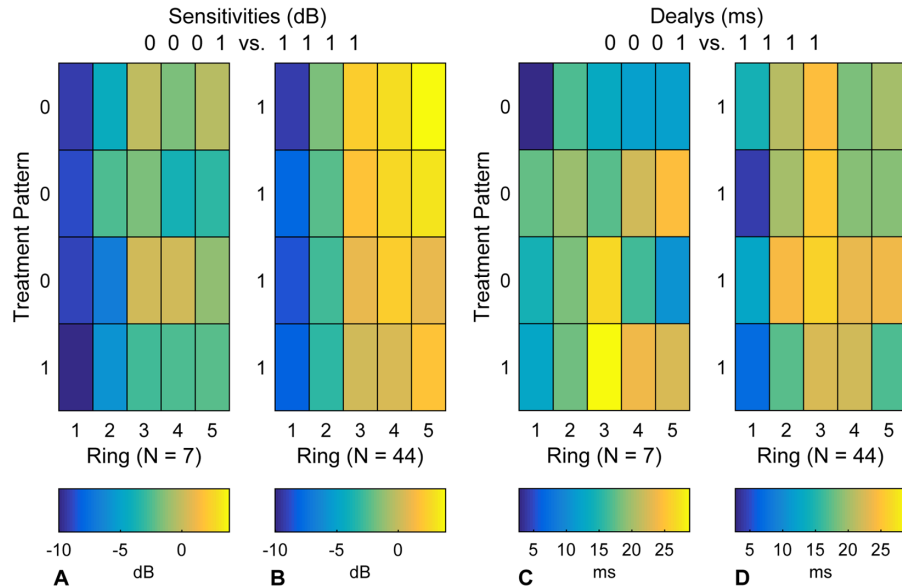 Sensitivities (dB)
0 0 0 1 vs. 1 1 1 1
Dealys (ms)
0 0 0 1 vs. 1 1 1 1
Treatment Pattern
0
0
0
1
1
1
1
1
Treatment Pattern
0
0
0
1
1
1
1
1
1 2 3 4 5
Ring (N = 7)
1 2 3 4 5
Ring (N = 44)
1 2 3 4 5
Ring (N = 7)
1 2 3 4 5
Ring (N = 44)
-10 -5 0
A dB
-10 -5 0
B dB
5 10 15 20 25
C ms
5 10 15 20 25
D ms